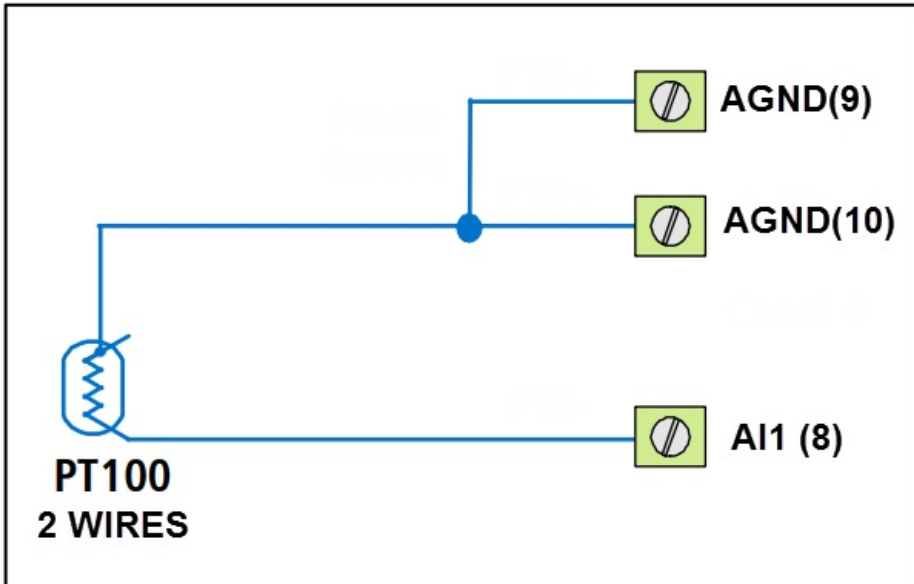 AGND(9)
AGND(10)
AI1 (8)
PT100
2 WIRES